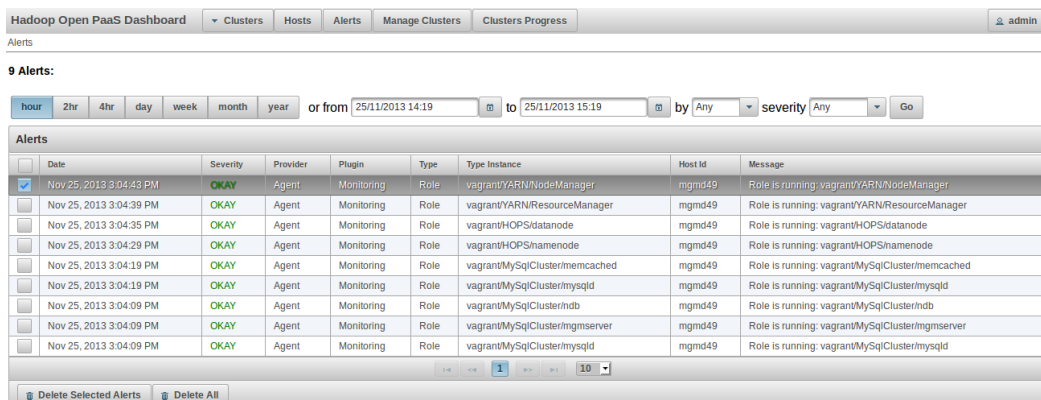 Hadoop Open PaaS Dashboard Clusters Hosts Alerts Manage Clusters Clusters Progress admin
Alerts
9 Alerts:
hour 2hr 4hr day week month year or from 25/11/2013 14:19 to 25/11/2013 15:19 by Any severity Any Go
Alerts
Date Severity Provider Plugin Type Type Instance Host Id Message
Nov 25, 2013 3:04:43 PM OKAY Agent Monitoring Role vagrant/YARN/NodeManager mgmd49 Role is running: vagrant/YARN/NodeManager
Nov 25, 2013 3:04:39 PM OKAY Agent Monitoring Role vagrant/YARN/ResourceManager mgmd49 Role is running: vagrant/YARN/ResourceManager
Nov 25, 2013 3:04:35 PM OKAY Agent Monitoring Role vagrant/HOPS/datanode mgmd49 Role is running: vagrant/HOPS/datanode
Nov 25, 2013 3:04:29 PM OKAY Agent Monitoring Role vagrant/HOPS/namenode mgmd49 Role is running: vagrant/HOPS/namenode
Nov 25, 2013 3:04:19 PM OKAY Agent Monitoring Role vagrant/MySqlCluster/memcached mgmd49 Role is running: vagrant/MySqlCluster/memcached
Nov 25, 2013 3:04:19 PM OKAY Agent Monitoring Role vagrant/MySqlCluster/mysqld mgmd49 Role is running: vagrant/MySqlCluster/mysqld
Nov 25, 2013 3:04:09 PM OKAY Agent Monitoring Role vagrant/MySqlCluster/ndb mgmd49 Role is running: vagrant/MySqlCluster/ndb
Nov 25, 2013 3:04:09 PM OKAY Agent Monitoring Role vagrant/MySqlCluster/mgmserver mgmd49 Role is running: vagrant/MySqlCluster/mgmserver
Nov 25, 2013 3:04:09 PM OKAY Agent Monitoring Role vagrant/MySqlCluster/mysqld mgmd49 Role is running: vagrant/MySqlCluster/mysqld
1 10
Delete Selected Alerts Delete All